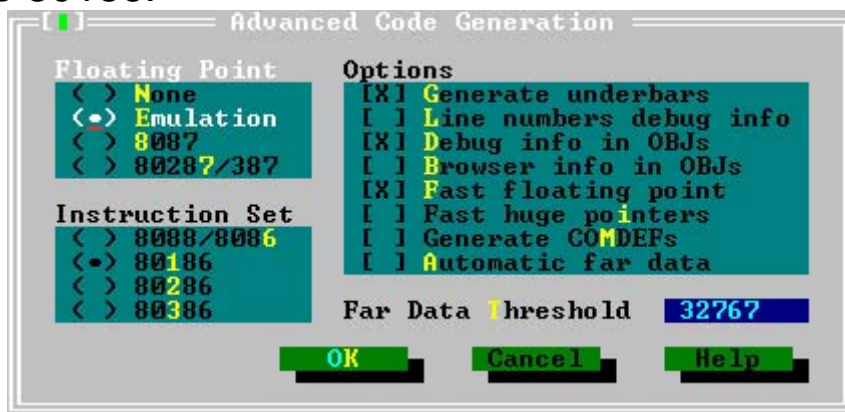 [▮] Advanced Code Generation
Floating Point
( ) None
(•) Emulation
( ) 8087
( ) 80287/387
Instruction Set
( ) 8088/8086
(•) 80186
( ) 80286
( ) 80386
Options
[X] Generate underbars
[ ] Line numbers debug info
[X] Debug info in OBJs
[ ] Browser info in OBJs
[X] Fast floating point
[ ] Fast huge pointers
[ ] Generate COMDEFs
[ ] Automatic far data
Far Data Threshold 32767
OK Cancel Help